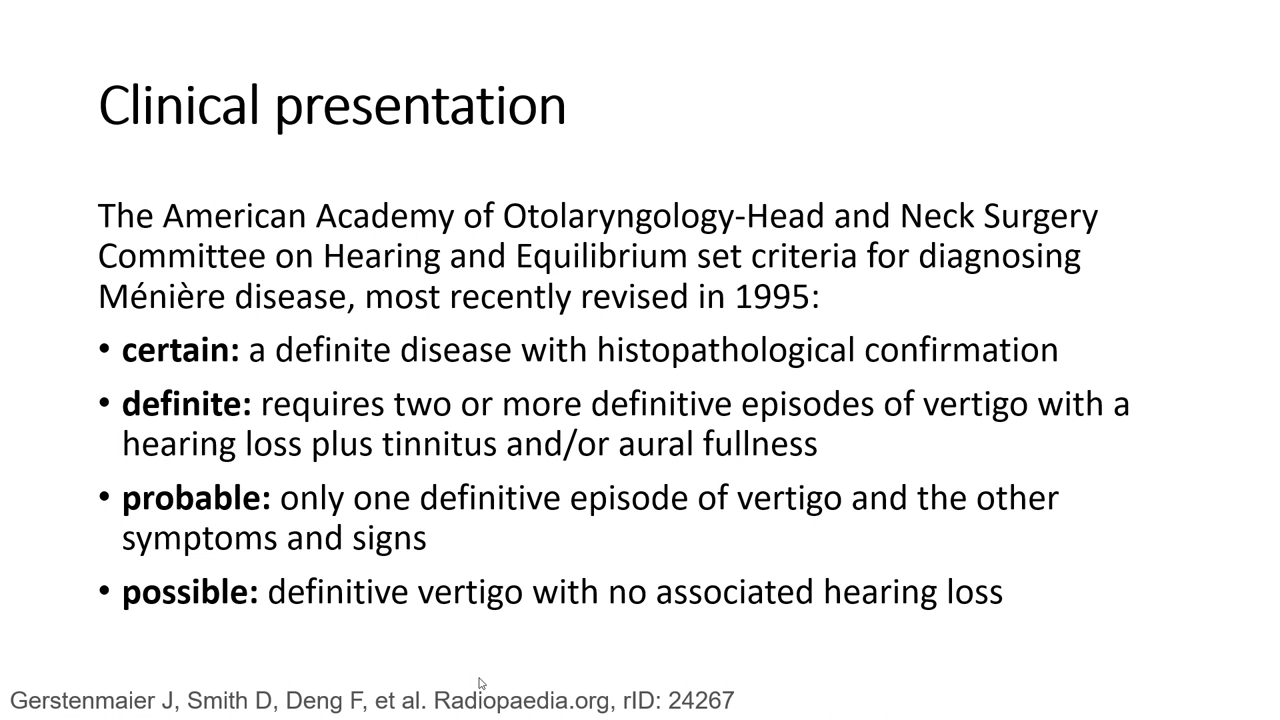 Clinical presentation
The American Academy of Otolaryngology-Head and Neck Surgery
Committee on Hearing and Equilibrium set criteria for diagnosing
Ménière disease, most recently revised in 1995:
• certain: a definite disease with histopathological confirmation
• definite: requires two or more definitive episodes of vertigo with a
hearing loss plus tinnitus and/or aural fullness
• probable: only one definitive episode of vertigo and the other
symptoms and signs
• possible: definitive vertigo with no associated hearing loss
Gerstenmaier J, Smith D, Deng F, et al. Radiopaedia.org, rID: 24267